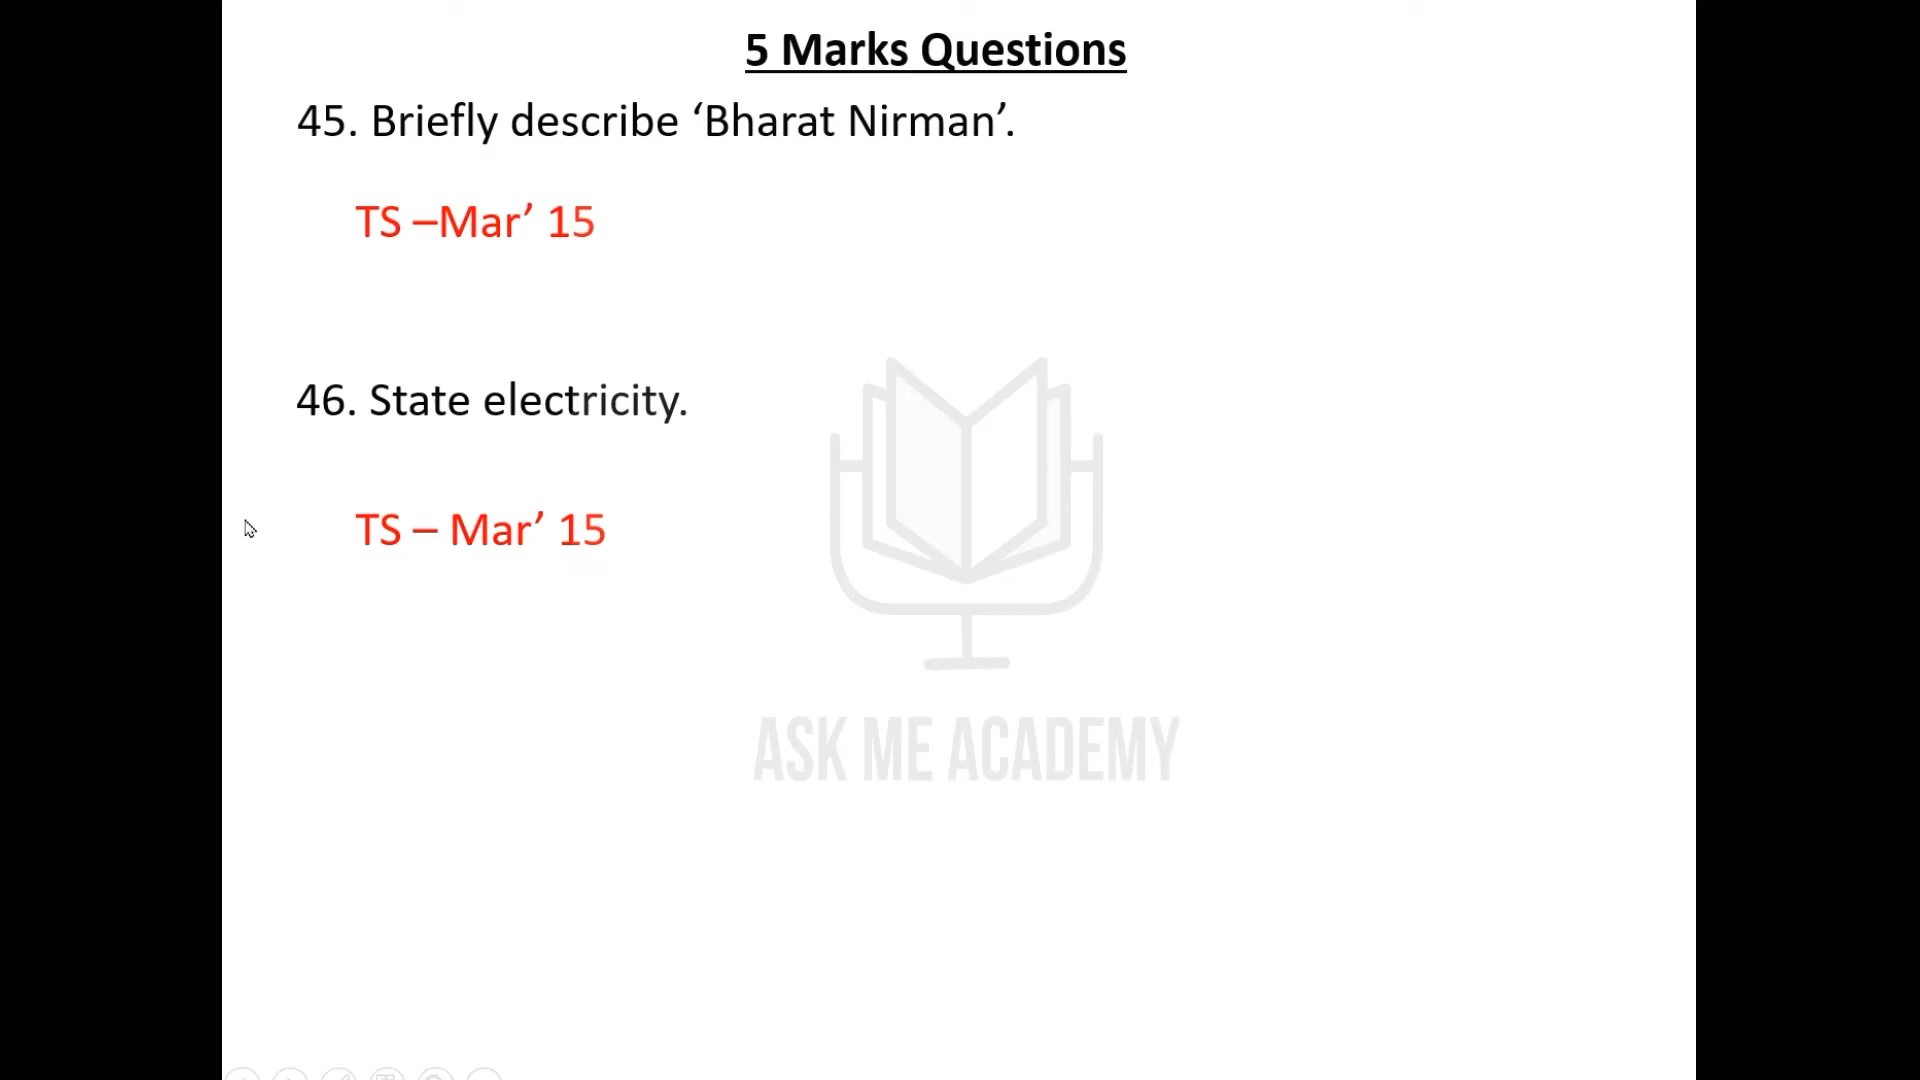 5 Marks Questions
45. Briefly describe ‘Bharat Nirman’.
TS –Mar’ 15
46. State electricity.
TS – Mar’ 15
ASK ME ACADEMY